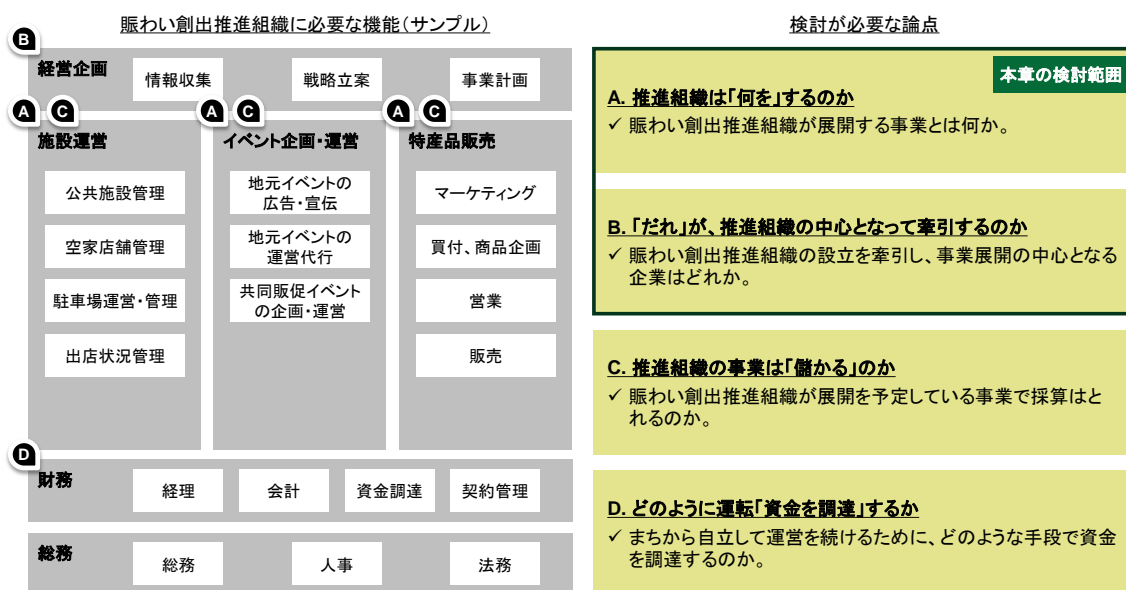 賑わい創出推進組織に必要な機能（サンプル）
B
経営企画
情報収集
戦略立案
事業計画
A
C
施設運営
公共施設管理
空家店舗管理
駐車場運営・管理
出店状況管理
A
C
イベント企画・運営
地元イベントの
広告・宣伝
地元イベントの
運営代行
共同販促イベント
の企画・運営
A
C
特産品販売
マーケティング
買付、商品企画
営業
販売
D
財務
経理
会計
資金調達
契約管理
総務
総務
人事
法務
検討が必要な論点
本章の検討範囲
A. 推進組織は「何を」するのか
✓ 賑わい創出推進組織が展開する事業とは何か。
B. 「だれ」が、推進組織の中心となって牽引するのか
✓ 賑わい創出推進組織の設立を牽引し、事業展開の中心となる
企業はどれか。
C. 推進組織の事業は「儲かる」のか
✓ 賑わい創出推進組織が展開を予定している事業で採算はと
れるのか。
D. どのように運転「資金を調達」するか
✓ まちから自立して運営を続けるために、どのような手段で資金
を調達するのか。